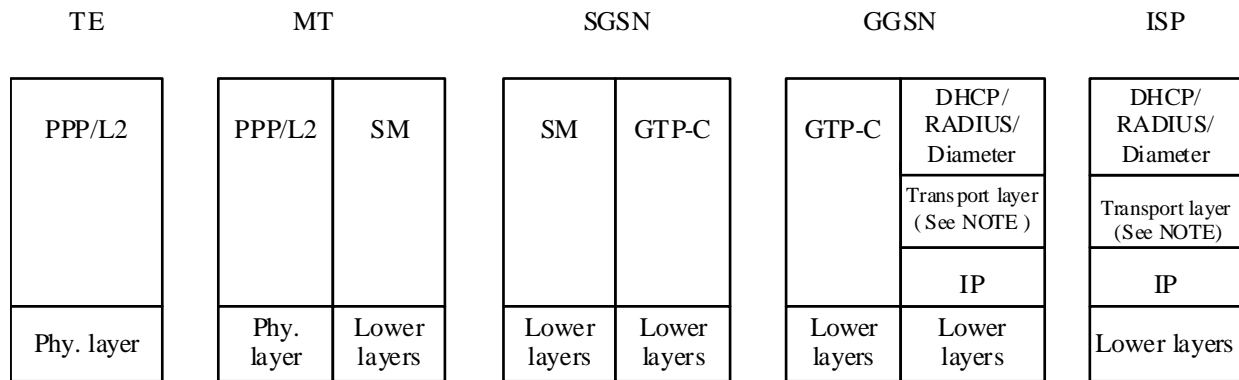 TE MT SGSN GGSN ISP
PPP/L2
PPP/L2
SM
SM
GTP-C
GTP-C
DHCP/
RADIUS/
Diameter
DHCP/
RADIUS/
Diameter
Transport layer
( See NOTE )
Transport layer
(See NOTE)
IP
IP
Phy. layer
Phy.
layer
Lower
layers
Lower
layers
Lower
layers
Lower
layers
Lower
layers
Lower layers